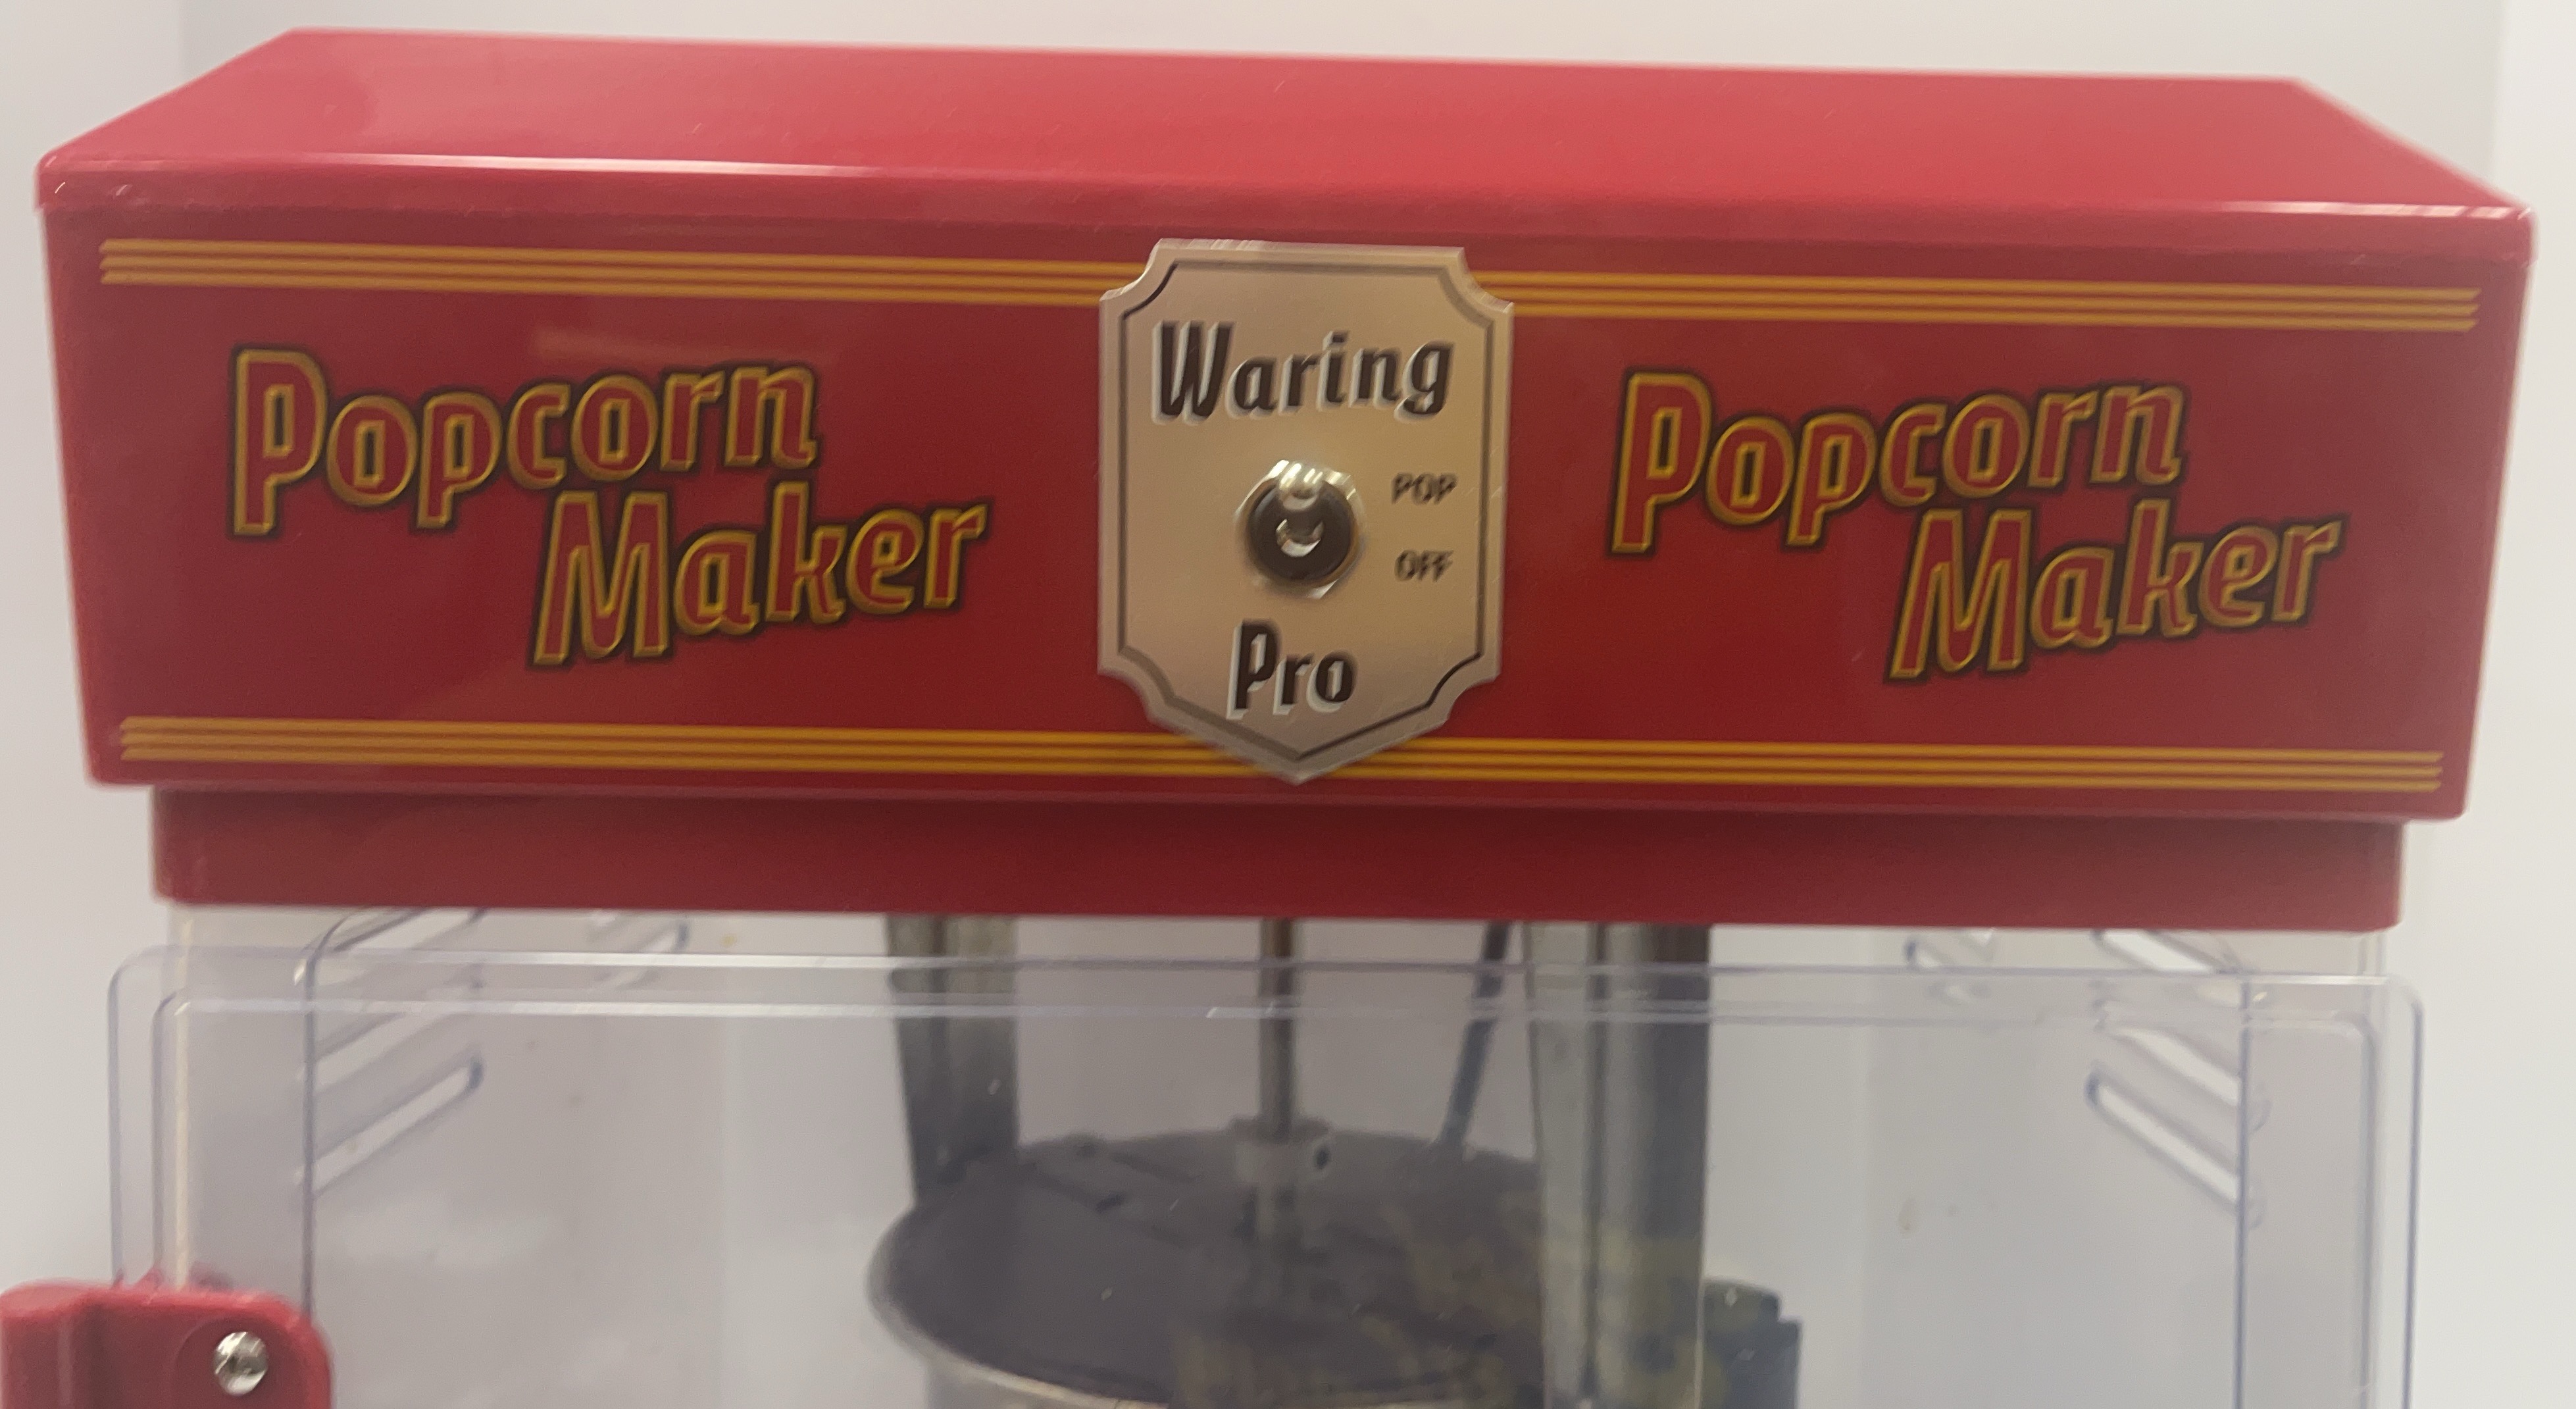 Popcorn
Maker
Waring
POP
OFF
Pro
Popcorn
Maker